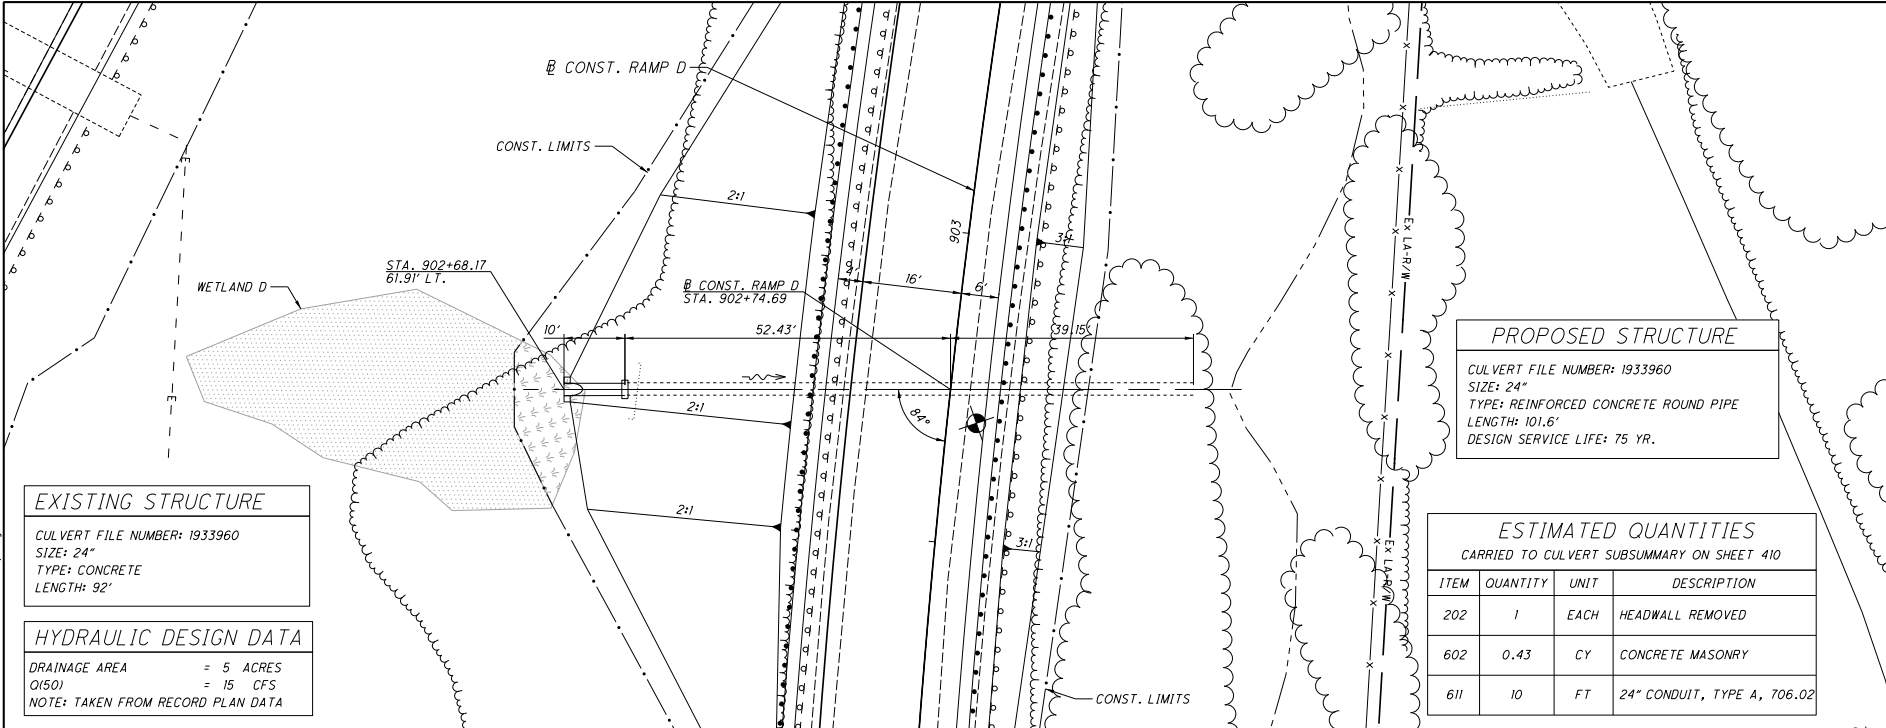 ℄ CONST. RAMP D
CONST. LIMITS
2:1
903
3:1
STA. 902+68.17
61.91' LT.
WETLAND D
℄ CONST. RAMP D
STA. 902+74.69
4'
16'
6'
10'
52.43'
39.15'
84°
2:1
2:1
3:1
CONST. LIMITS
E
E
X
Ex LA-R/W
Ex LA-R/W
PROPOSED STRUCTURE
CULVERT FILE NUMBER: 1933960
SIZE: 24"
TYPE: REINFORCED CONCRETE ROUND PIPE
LENGTH: 101.6'
DESIGN SERVICE LIFE: 75 YR.
EXISTING STRUCTURE
CULVERT FILE NUMBER: 1933960
SIZE: 24"
TYPE: CONCRETE
LENGTH: 92'
HYDRAULIC DESIGN DATA
DRAINAGE AREA = 5 ACRES
Q(50) = 15 CFS
NOTE: TAKEN FROM RECORD PLAN DATA
ESTIMATED QUANTITIES
CARRIED TO CULVERT SUBSUMMARY ON SHEET 410
ITEM QUANTITY UNIT DESCRIPTION
202 1 EACH HEADWALL REMOVED
602 0.43 CY CONCRETE MASONRY
611 10 FT 24" CONDUIT, TYPE A, 706.02